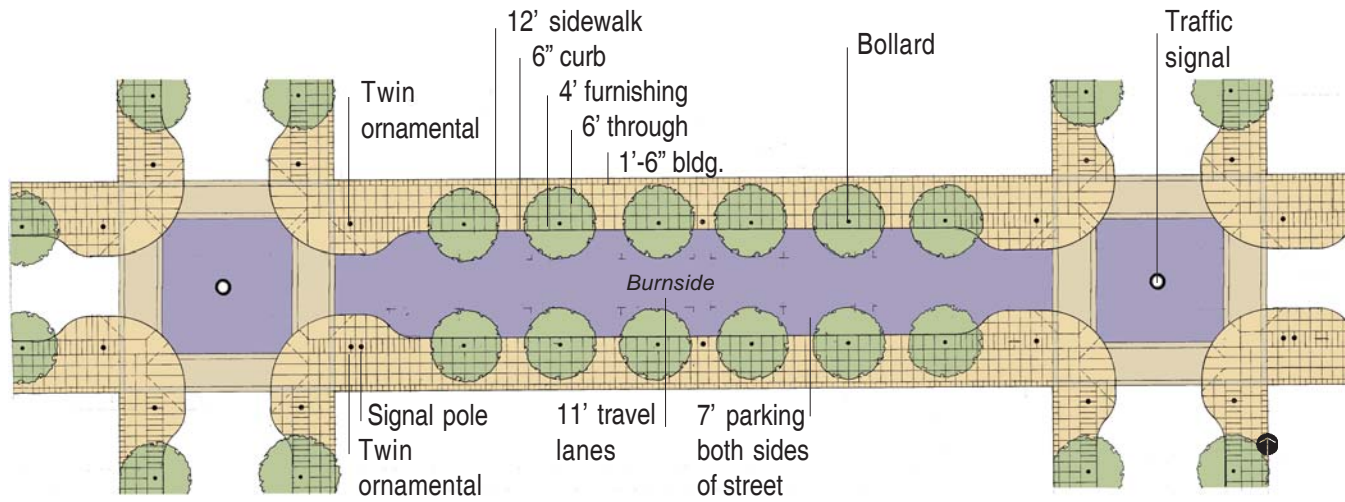 12’ sidewalk
6” curb
4’ furnishing
6’ through
1’-6” bldg.
Twin
ornamental
Bollard
Traffic
signal
Burnside
Signal pole
Twin
ornamental
11’ travel
lanes
7’ parking
both sides
of street